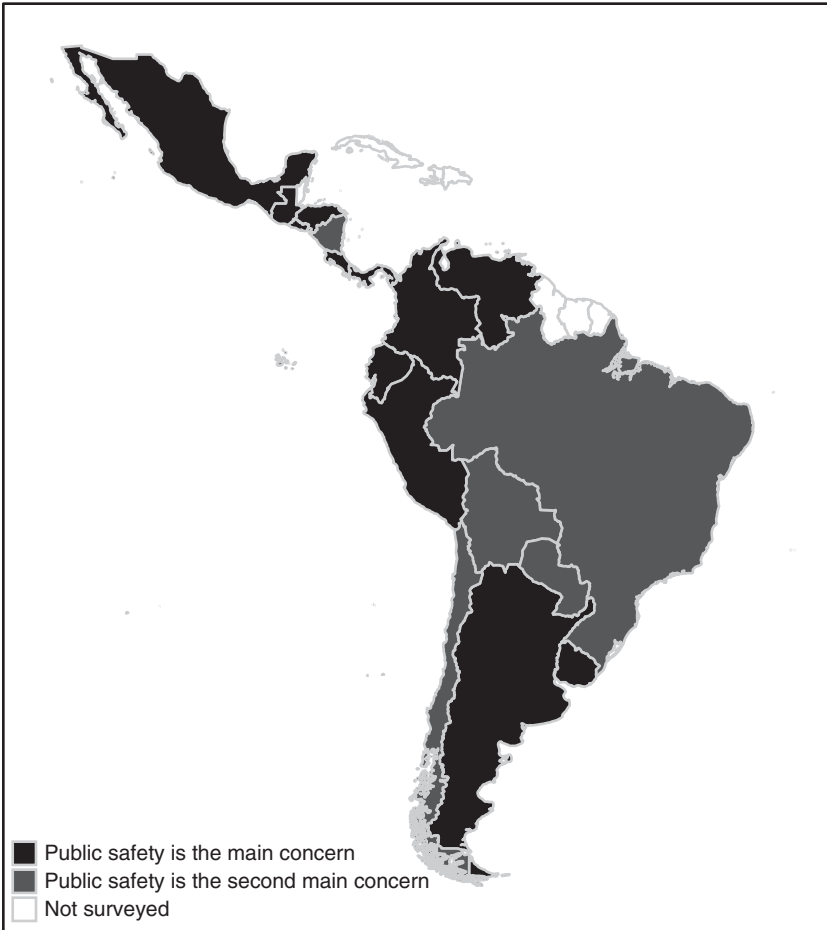 Public safety is the main concern
Public safety is the second main concern
Not surveyed